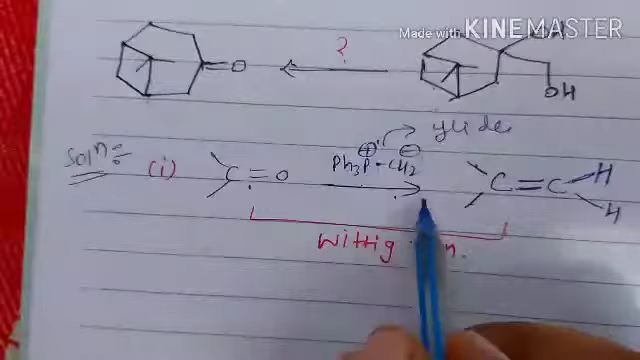 Made with KINEMASTER
?
=O
OH
Solⁿ:
(i) C=O Ph₃P⊕-CH₂⊖ ylide C=C H H
Wittig